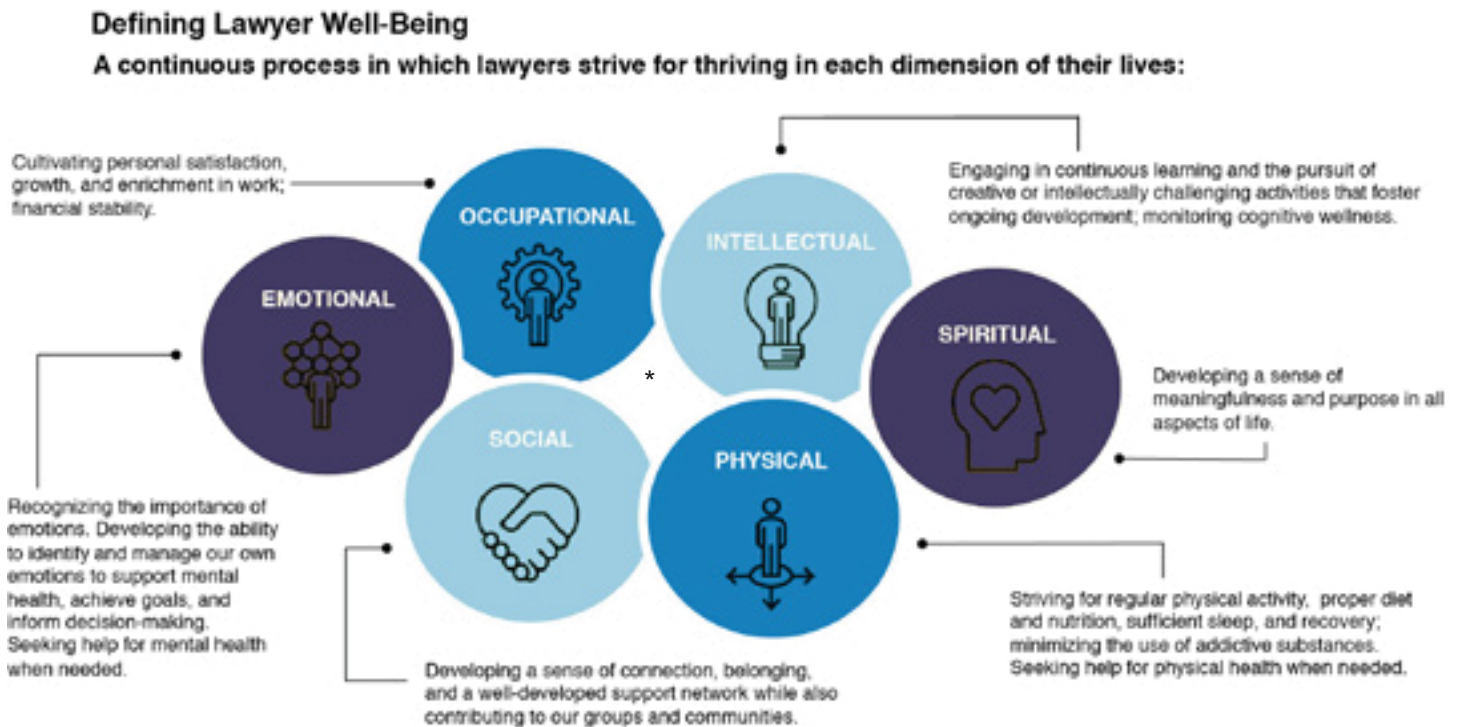 Defining Lawyer Well-Being
A continuous process in which lawyers strive for thriving in each dimension of their lives:
Cultivating personal satisfaction,
growth, and enrichment in work;
financial stability.
OCCUPATIONAL
INTELLECTUAL
Engaging in continuous learning and the pursuit of
creative or intellectually challenging activities that foster
ongoing development; monitoring cognitive wellness.
EMOTIONAL
SPIRITUAL
*
Developing a sense of
meaningfulness and purpose in all
aspects of life.
SOCIAL
PHYSICAL
Recognizing the importance of
emotions. Developing the ability
to identify and manage our own
emotions to support mental
health, achieve goals, and
inform decision-making.
Seeking help for mental health
when needed.
Developing a sense of connection, belonging,
and a well-developed support network while also
contributing to our groups and communities.
Striving for regular physical activity, proper diet
and nutrition, sufficient sleep, and recovery;
minimizing the use of addictive substances.
Seeking help for physical health when needed.